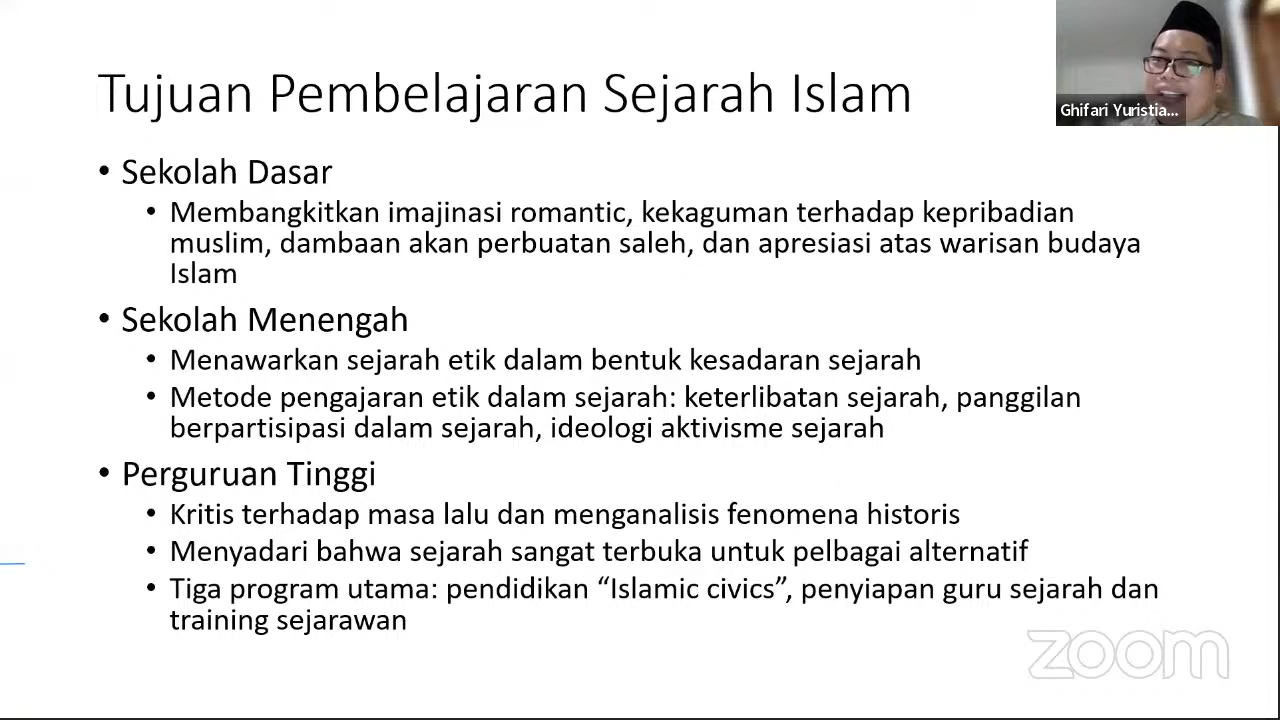 Tujuan Pembelajaran Sejarah Islam
Ghifari Yuristia...
• Sekolah Dasar
• Membangkitkan imajinasi romantic, kekaguman terhadap kepribadian
muslim, dambaan akan perbuatan saleh, dan apresiasi atas warisan budaya
Islam
• Sekolah Menengah
• Menawarkan sejarah etik dalam bentuk kesadaran sejarah
• Metode pengajaran etik dalam sejarah: keterlibatan sejarah, panggilan
berpartisipasi dalam sejarah, ideologi aktivisme sejarah
• Perguruan Tinggi
• Kritis terhadap masa lalu dan menganalisis fenomena historis
• Menyadari bahwa sejarah sangat terbuka untuk pelbagai alternatif
• Tiga program utama: pendidikan “Islamic civics”, penyiapan guru sejarah dan
training sejarawan
zoom